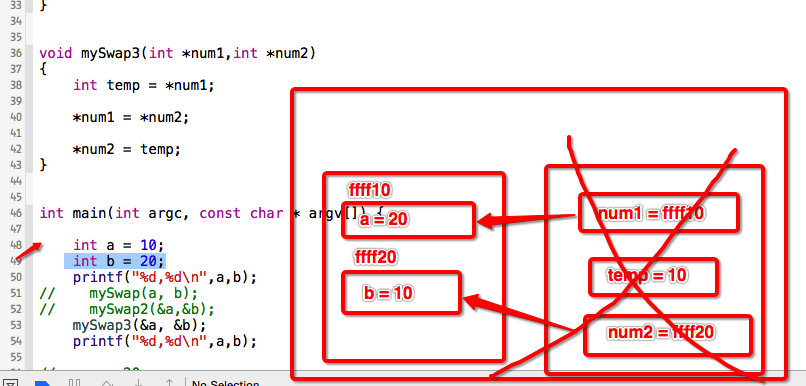 33 }
34
35
36 void mySwap3(int *num1,int *num2)
37 {
38 int temp = *num1;
39
40 *num1 = *num2;
41
42 *num2 = temp;
43 }
44
45
46 int main(int argc, const char * argv[]) {
47
48 int a = 10;
49 int b = 20;
50 printf("%d,%d\n",a,b);
51 // mySwap(a, b);
52 // mySwap2(&a,&b);
53 mySwap3(&a, &b);
54 printf("%d,%d\n",a,b);
55
ffff10
a = 20
ffff20
b = 10
num1 = ffff10
temp = 10
num2 = ffff20
No Selection